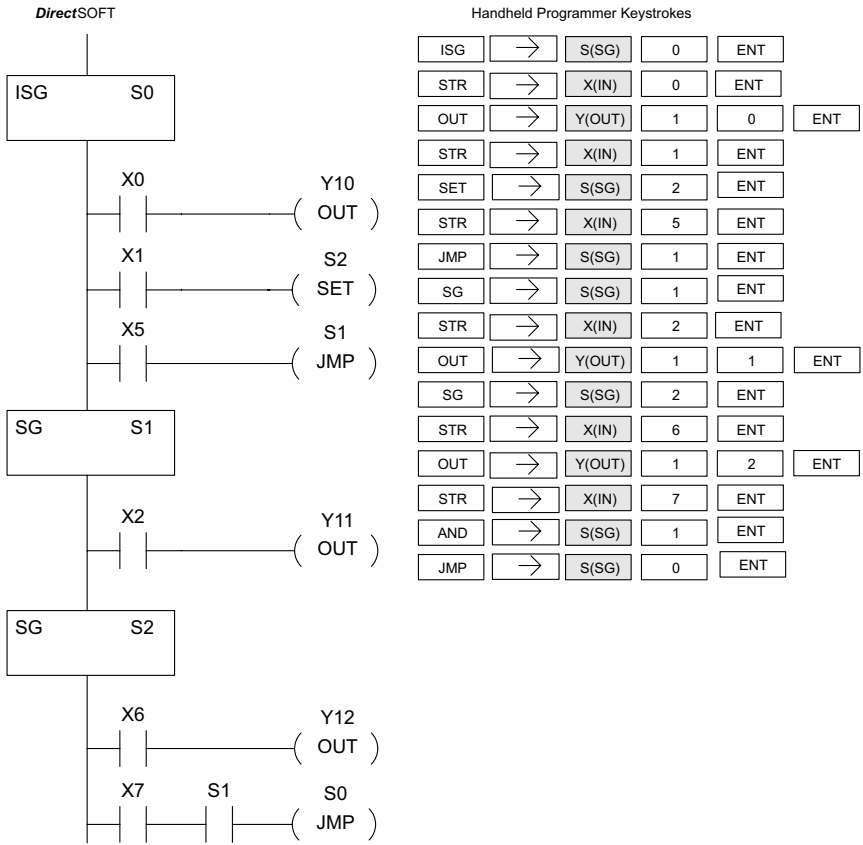 DirectSOFT
ISG S0
X0 Y10
OUT
X1 S2
SET
X5 S1
JMP
SG S1
X2 Y11
OUT
SG S2
X6 Y12
OUT
X7 S1 S0
JMP
Handheld Programmer Keystrokes
ISG → S(SG) 0 ENT
STR → X(IN) 0 ENT
OUT → Y(OUT) 1 0 ENT
STR → X(IN) 1 ENT
SET → S(SG) 2 ENT
STR → X(IN) 5 ENT
JMP → S(SG) 1 ENT
SG → S(SG) 1 ENT
STR → X(IN) 2 ENT
OUT → Y(OUT) 1 1 ENT
SG → S(SG) 2 ENT
STR → X(IN) 6 ENT
OUT → Y(OUT) 1 2 ENT
STR → X(IN) 7 ENT
AND → S(SG) 1 ENT
JMP → S(SG) 0 ENT